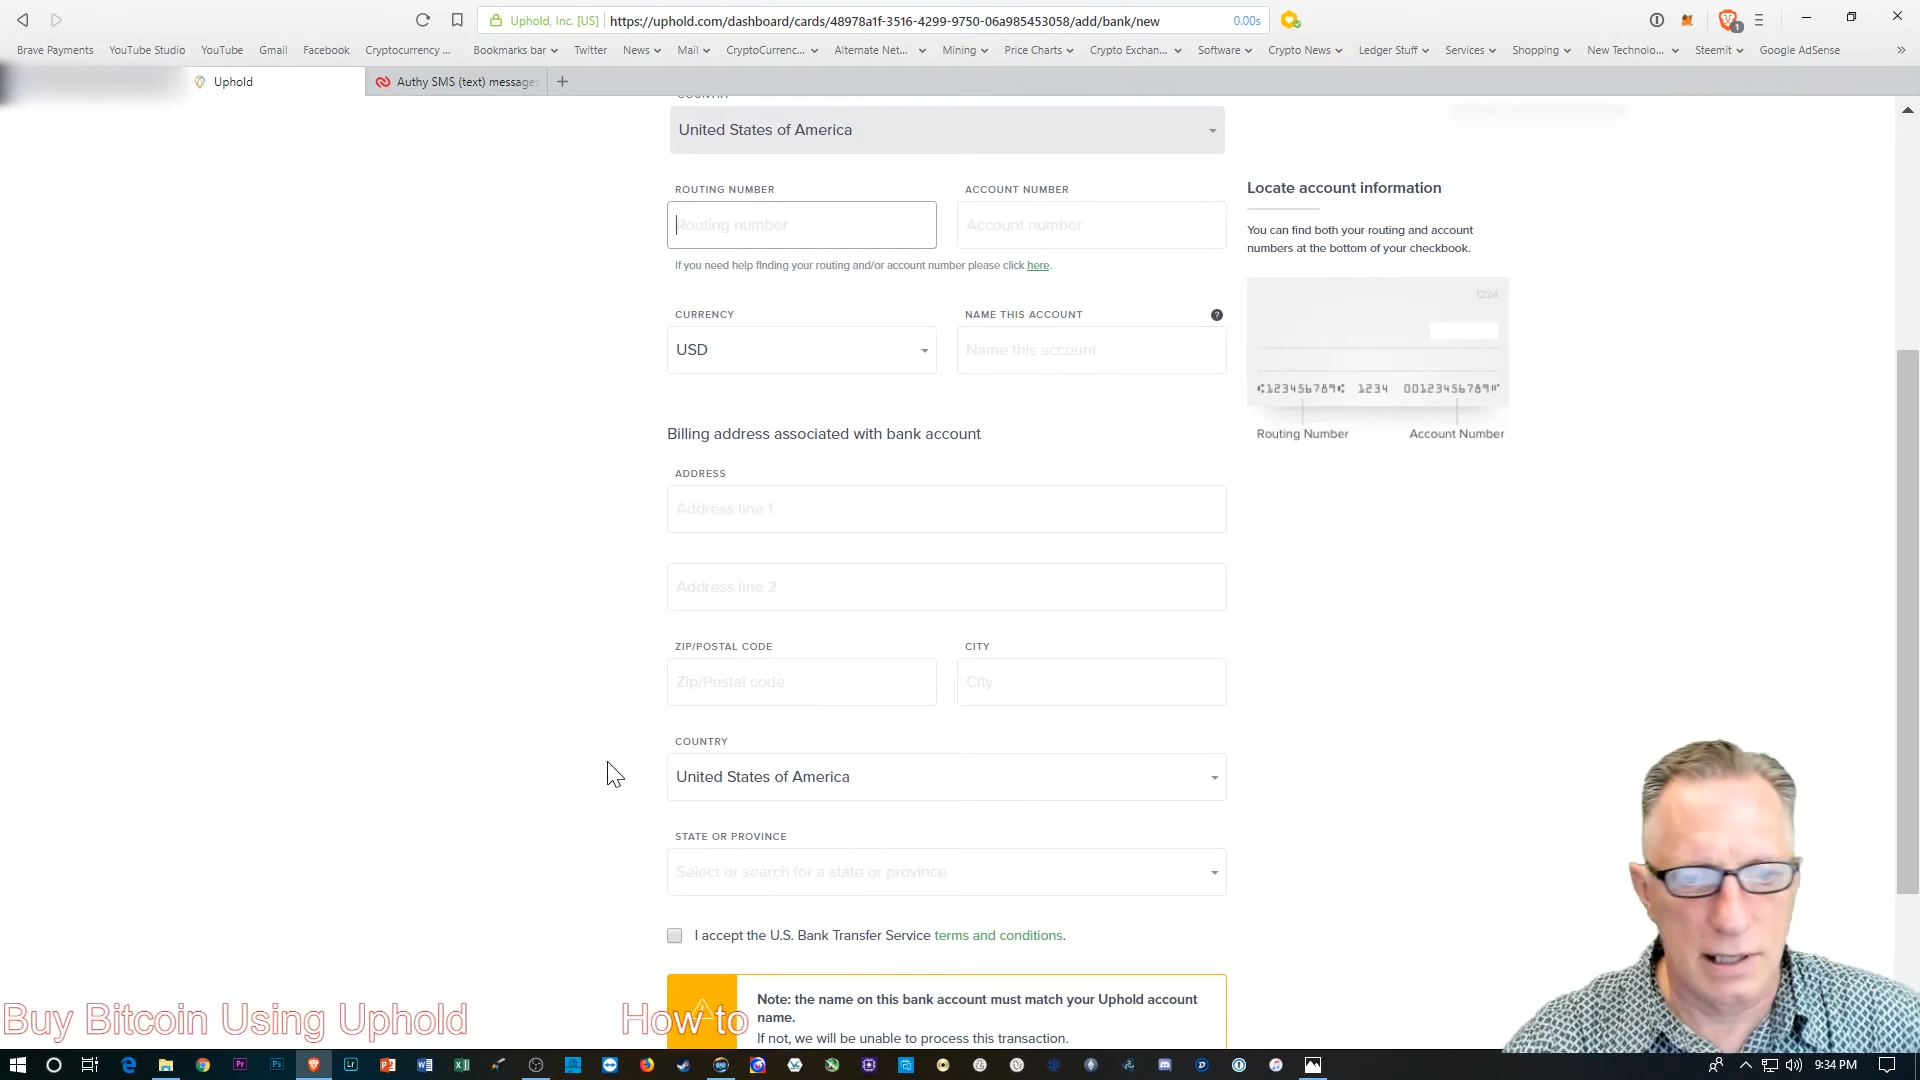 Uphold, Inc. [US] https://uphold.com/dashboard/cards/48978a1f-3516-4299-9750-06a985453058/add/bank/new 0.00s 1
Brave Payments YouTube Studio YouTube Gmail Facebook Cryptocurrency ... Bookmarks bar Twitter News Mail CryptoCurrenc... Alternate Net... Mining Price Charts Crypto Exchan... Software Crypto News Ledger Stuff Services Shopping New Technolo... Steemit Google AdSense »
Uphold Authy SMS (text) messages
COUNTRY
United States of America
ROUTING NUMBER ACCOUNT NUMBER
Routing number Account number
If you need help finding your routing and/or account number please click here.
CURRENCY NAME THIS ACCOUNT ?
USD Name this account
Locate account information
You can find both your routing and account
numbers at the bottom of your checkbook.
1234
⑆123456789⑆ 1234 00123456789⑈
Routing Number Account Number
Billing address associated with bank account
ADDRESS
Address line 1
Address line 2
ZIP/POSTAL CODE CITY
Zip/Postal code City
COUNTRY
United States of America
STATE OR PROVINCE
Select or search for a state or province
I accept the U.S. Bank Transfer Service terms and conditions.
Note: the name on this bank account must match your Uphold account
name.
If not, we will be unable to process this transaction.
Buy Bitcoin Using Uphold How to
9:34 PM